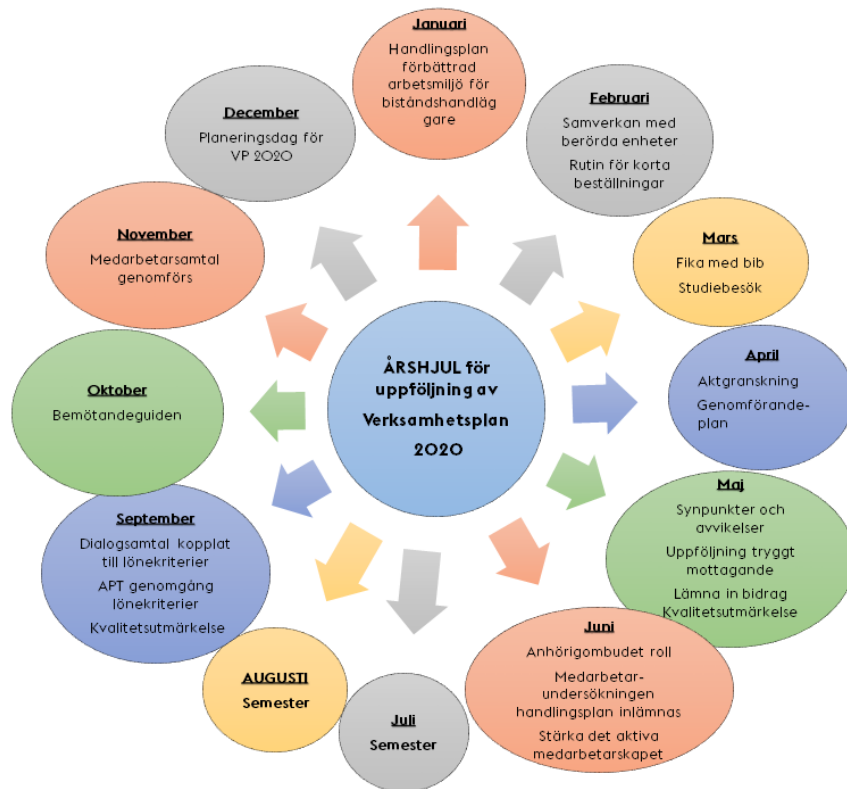 ÅRSHJUL för
uppföljning av
Verksamhetsplan
2020
Januari
Handlingsplan
förbättrad
arbetsmiljö för
biståndshandläg
gare
Februari
Samverkan med
berörda enheter
Rutin för korta
beställningar
Mars
Fika med bib
Studiebesök
April
Aktgranskning
Genomförande-
plan
Maj
Synpunkter och
avvikelser
Uppföljning tryggt
mottagande
Lämna in bidrag
Kvalitetsutmärkelse
Juni
Anhörigombudet roll
Medarbetar-
undersökningen
handlingsplan inlämnas
Stärka det aktiva
medarbetarskapet
Juli
Semester
AUGUSTI
Semester
September
Dialogsamtal kopplat
till lönekriterier
APT genomgång
lönekriterier
Kvalitetsutmärkelse
Oktober
Bemötandeguiden
November
Medarbetarsamtal
genomförs
December
Planeringsdag för
VP 2020